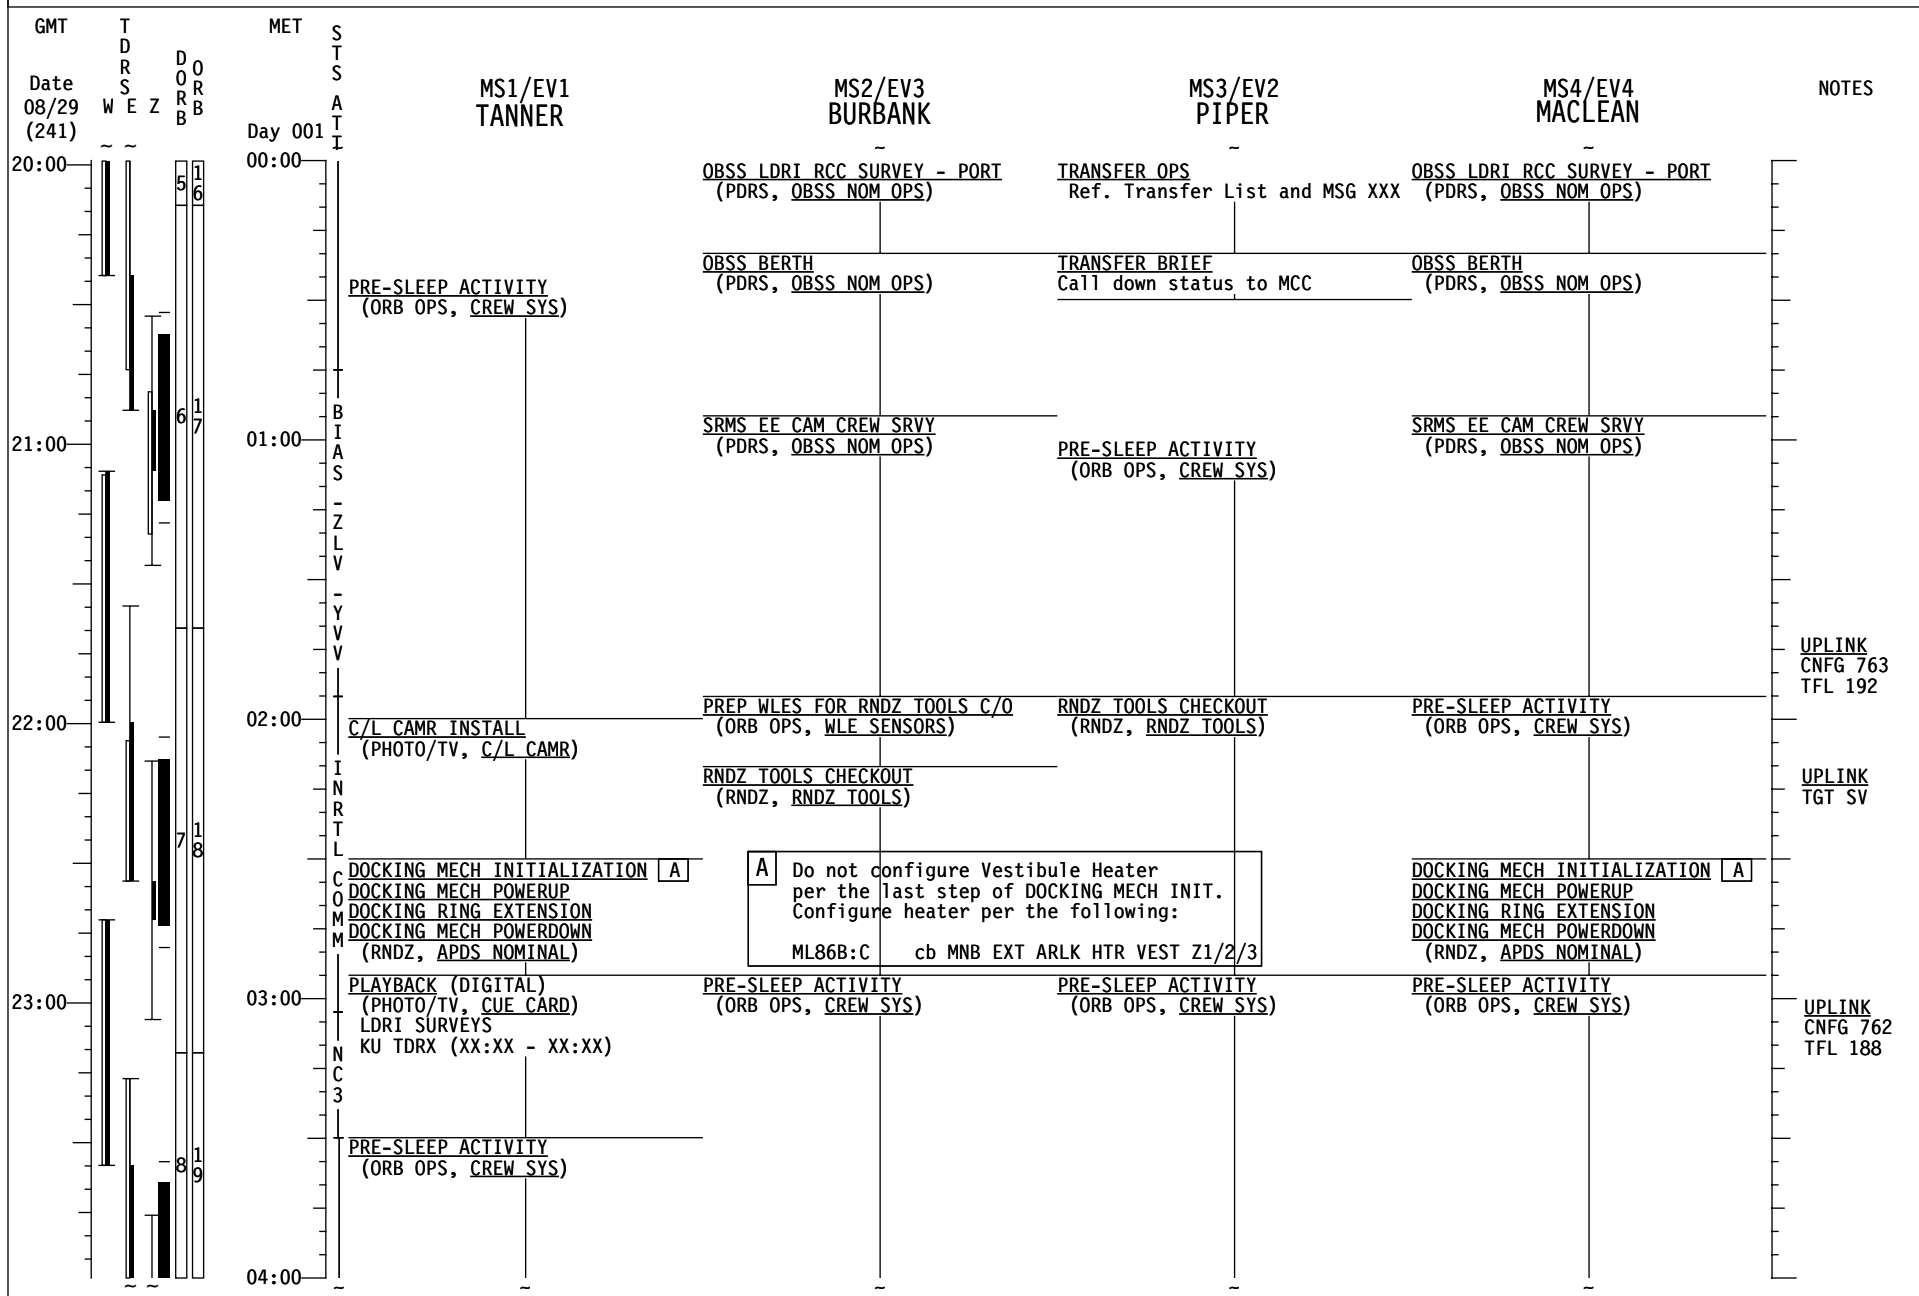 GMT
TDRS
DORB
ORB
MET
STS ATT
Date
08/29
(241)
W E Z
Day 001
MS1/EV1
TANNER
MS2/EV3
BURBANK
MS3/EV2
PIPER
MS4/EV4
MACLEAN
NOTES
~ ~ ~ ~ ~
20:00
00:00
5
16
OBSS LDRI RCC SURVEY - PORT
(PDRS, OBSS NOM OPS)
TRANSFER OPS
Ref. Transfer List and MSG XXX
OBSS LDRI RCC SURVEY - PORT
(PDRS, OBSS NOM OPS)
PRE-SLEEP ACTIVITY
(ORB OPS, CREW SYS)
OBSS BERTH
(PDRS, OBSS NOM OPS)
TRANSFER BRIEF
Call down status to MCC
OBSS BERTH
(PDRS, OBSS NOM OPS)
6
17
BIAS -ZLV -YVV
21:00
01:00
SRMS EE CAM CREW SRVY
(PDRS, OBSS NOM OPS)
PRE-SLEEP ACTIVITY
(ORB OPS, CREW SYS)
SRMS EE CAM CREW SRVY
(PDRS, OBSS NOM OPS)
UPLINK
CNFG 763
TFL 192
22:00
02:00
C/L CAMR INSTALL
(PHOTO/TV, C/L CAMR)
PREP WLES FOR RNDZ TOOLS C/O
(ORB OPS, WLE SENSORS)
RNDZ TOOLS CHECKOUT
(RNDZ, RNDZ TOOLS)
PRE-SLEEP ACTIVITY
(ORB OPS, CREW SYS)
RNDZ TOOLS CHECKOUT
(RNDZ, RNDZ TOOLS)
UPLINK
TGT SV
7
18
INRTL COMM
DOCKING MECH INITIALIZATION A
DOCKING MECH POWERUP
DOCKING RING EXTENSION
DOCKING MECH POWERDOWN
(RNDZ, APDS NOMINAL)
A Do not configure Vestibule Heater
per the last step of DOCKING MECH INIT.
Configure heater per the following:
ML86B:C cb MNB EXT ARLK HTR VEST Z1/2/3
DOCKING MECH INITIALIZATION A
DOCKING MECH POWERUP
DOCKING RING EXTENSION
DOCKING MECH POWERDOWN
(RNDZ, APDS NOMINAL)
23:00
03:00
PLAYBACK (DIGITAL)
(PHOTO/TV, CUE CARD)
LDRI SURVEYS
KU TDRX (XX:XX - XX:XX)
PRE-SLEEP ACTIVITY
(ORB OPS, CREW SYS)
PRE-SLEEP ACTIVITY
(ORB OPS, CREW SYS)
PRE-SLEEP ACTIVITY
(ORB OPS, CREW SYS)
UPLINK
CNFG 762
TFL 188
NC3
8
19
PRE-SLEEP ACTIVITY
(ORB OPS, CREW SYS)
04:00
~ ~ ~ ~ ~ ~ ~